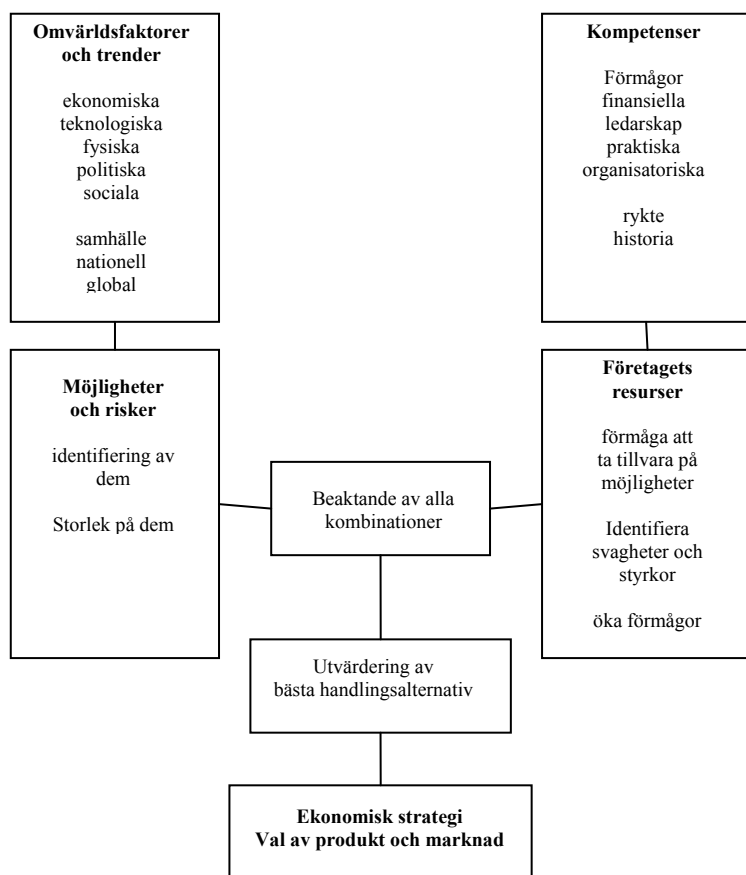 Omvärldsfaktorer
och trender
ekonomiska
teknologiska
fysiska
politiska
sociala
samhälle
nationell
global
Kompetenser
Förmågor
finansiella
ledarskap
praktiska
organisatoriska
rykte
historia
Möjligheter
och risker
identifiering av
dem
Storlek på dem
Företagets
resurser
förmåga att
ta tillvara på
möjligheter
Identifiera
svagheter och
styrkor
öka förmågor
Beaktande av alla
kombinationer
Utvärdering av
bästa handlingsalternativ
Ekonomisk strategi
Val av produkt och marknad